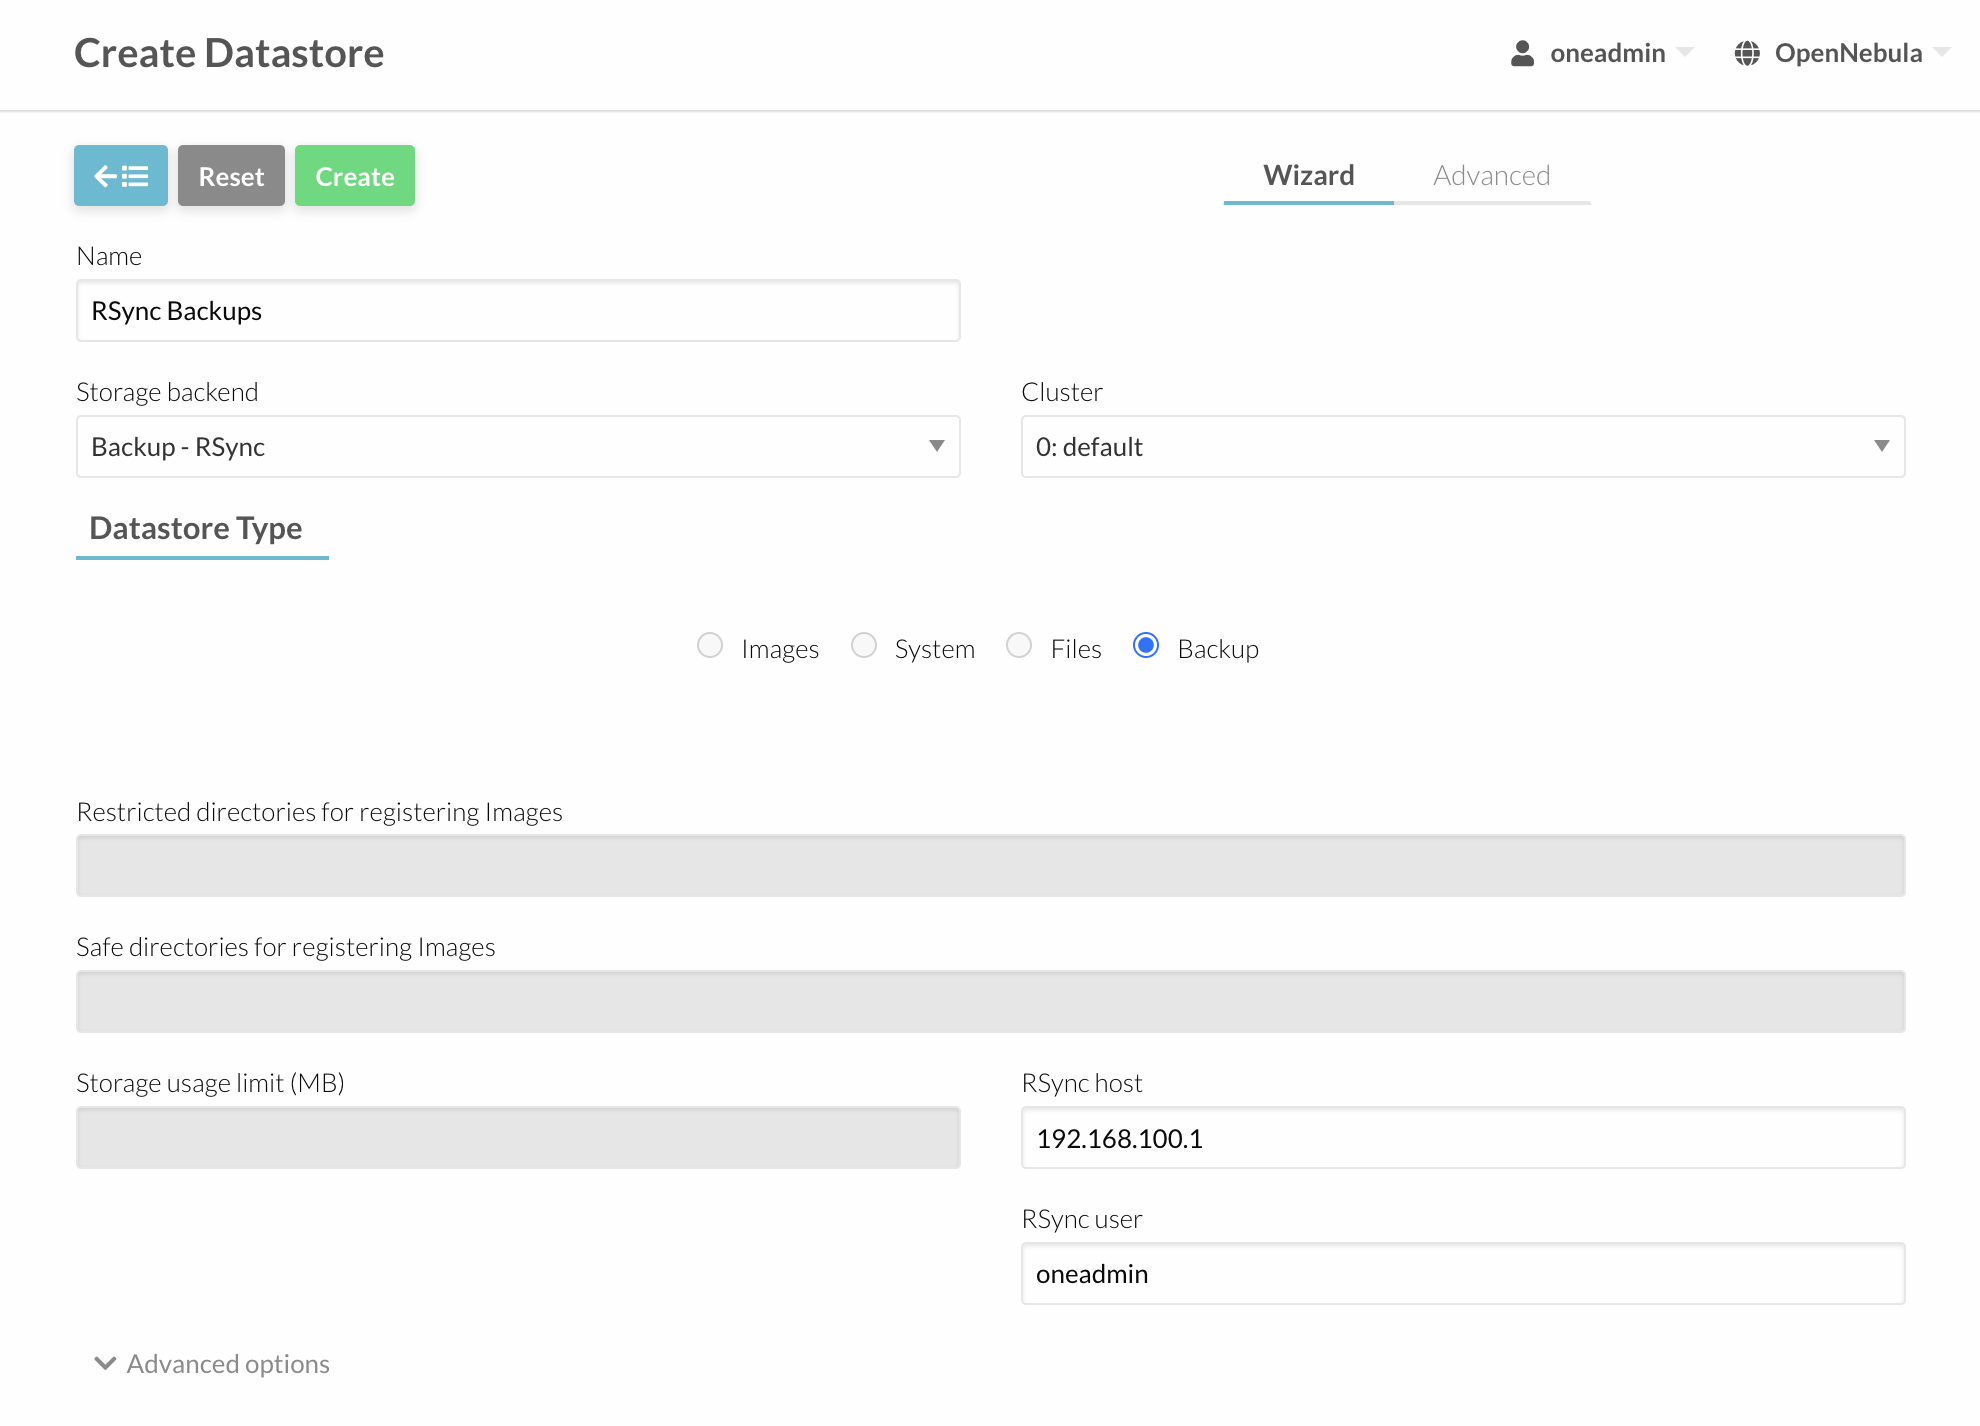 Create Datastore
oneadmin
OpenNebula
Reset
Create
Wizard
Advanced
Name
RSync Backups
Storage backend
Cluster
Backup - RSync
0: default
Datastore Type
Images
System
Files
Backup
Restricted directories for registering Images
Safe directories for registering Images
Storage usage limit (MB)
RSync host
192.168.100.1
RSync user
oneadmin
Advanced options